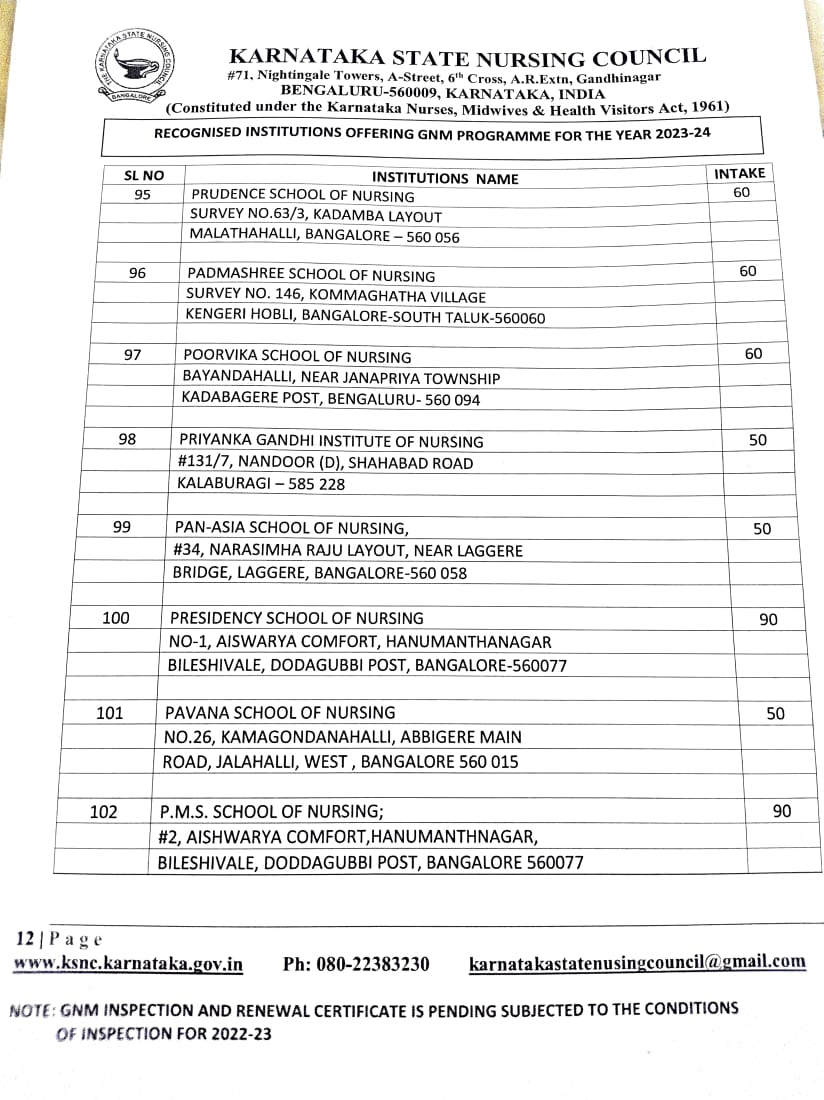 THE KARNATAKA STATE NURSING COUNCIL
BANGALORE
KARNATAKA STATE NURSING COUNCIL
#71, Nightingale Towers, A-Street, 6th Cross, A.R.Extn, Gandhinagar
BENGALURU-560009, KARNATAKA, INDIA
(Constituted under the Karnataka Nurses, Midwives & Health Visitors Act, 1961)
RECOGNISED INSTITUTIONS OFFERING GNM PROGRAMME FOR THE YEAR 2023-24
SL NO INSTITUTIONS NAME INTAKE
95 PRUDENCE SCHOOL OF NURSING 60
SURVEY NO.63/3, KADAMBA LAYOUT
MALATHAHALLI, BANGALORE – 560 056
96 PADMASHREE SCHOOL OF NURSING 60
SURVEY NO. 146, KOMMAGHATHA VILLAGE
KENGERI HOBLI, BANGALORE-SOUTH TALUK-560060
97 POORVIKA SCHOOL OF NURSING 60
BAYANDAHALLI, NEAR JANAPRIYA TOWNSHIP
KADABAGERE POST, BENGALURU- 560 094
98 PRIYANKA GANDHI INSTITUTE OF NURSING 50
#131/7, NANDOOR (D), SHAHABAD ROAD
KALABURAGI – 585 228
99 PAN-ASIA SCHOOL OF NURSING, 50
#34, NARASIMHA RAJU LAYOUT, NEAR LAGGERE
BRIDGE, LAGGERE, BANGALORE-560 058
100 PRESIDENCY SCHOOL OF NURSING 90
NO-1, AISWARYA COMFORT, HANUMANTHANAGAR
BILESHIVALE, DODAGUBBI POST, BANGALORE-560077
101 PAVANA SCHOOL OF NURSING 50
NO.26, KAMAGONDANAHALLI, ABBIGERE MAIN
ROAD, JALAHALLI, WEST , BANGALORE 560 015
102 P.M.S. SCHOOL OF NURSING; 90
#2, AISHWARYA COMFORT,HANUMANTHNAGAR,
BILESHIVALE, DODDAGUBBI POST, BANGALORE 560077
12 | Page
www.ksnc.karnataka.gov.in Ph: 080-22383230 karnatakastatenusingcouncil@gmail.com
NOTE: GNM INSPECTION AND RENEWAL CERTIFICATE IS PENDING SUBJECTED TO THE CONDITIONS
OF INSPECTION FOR 2022-23